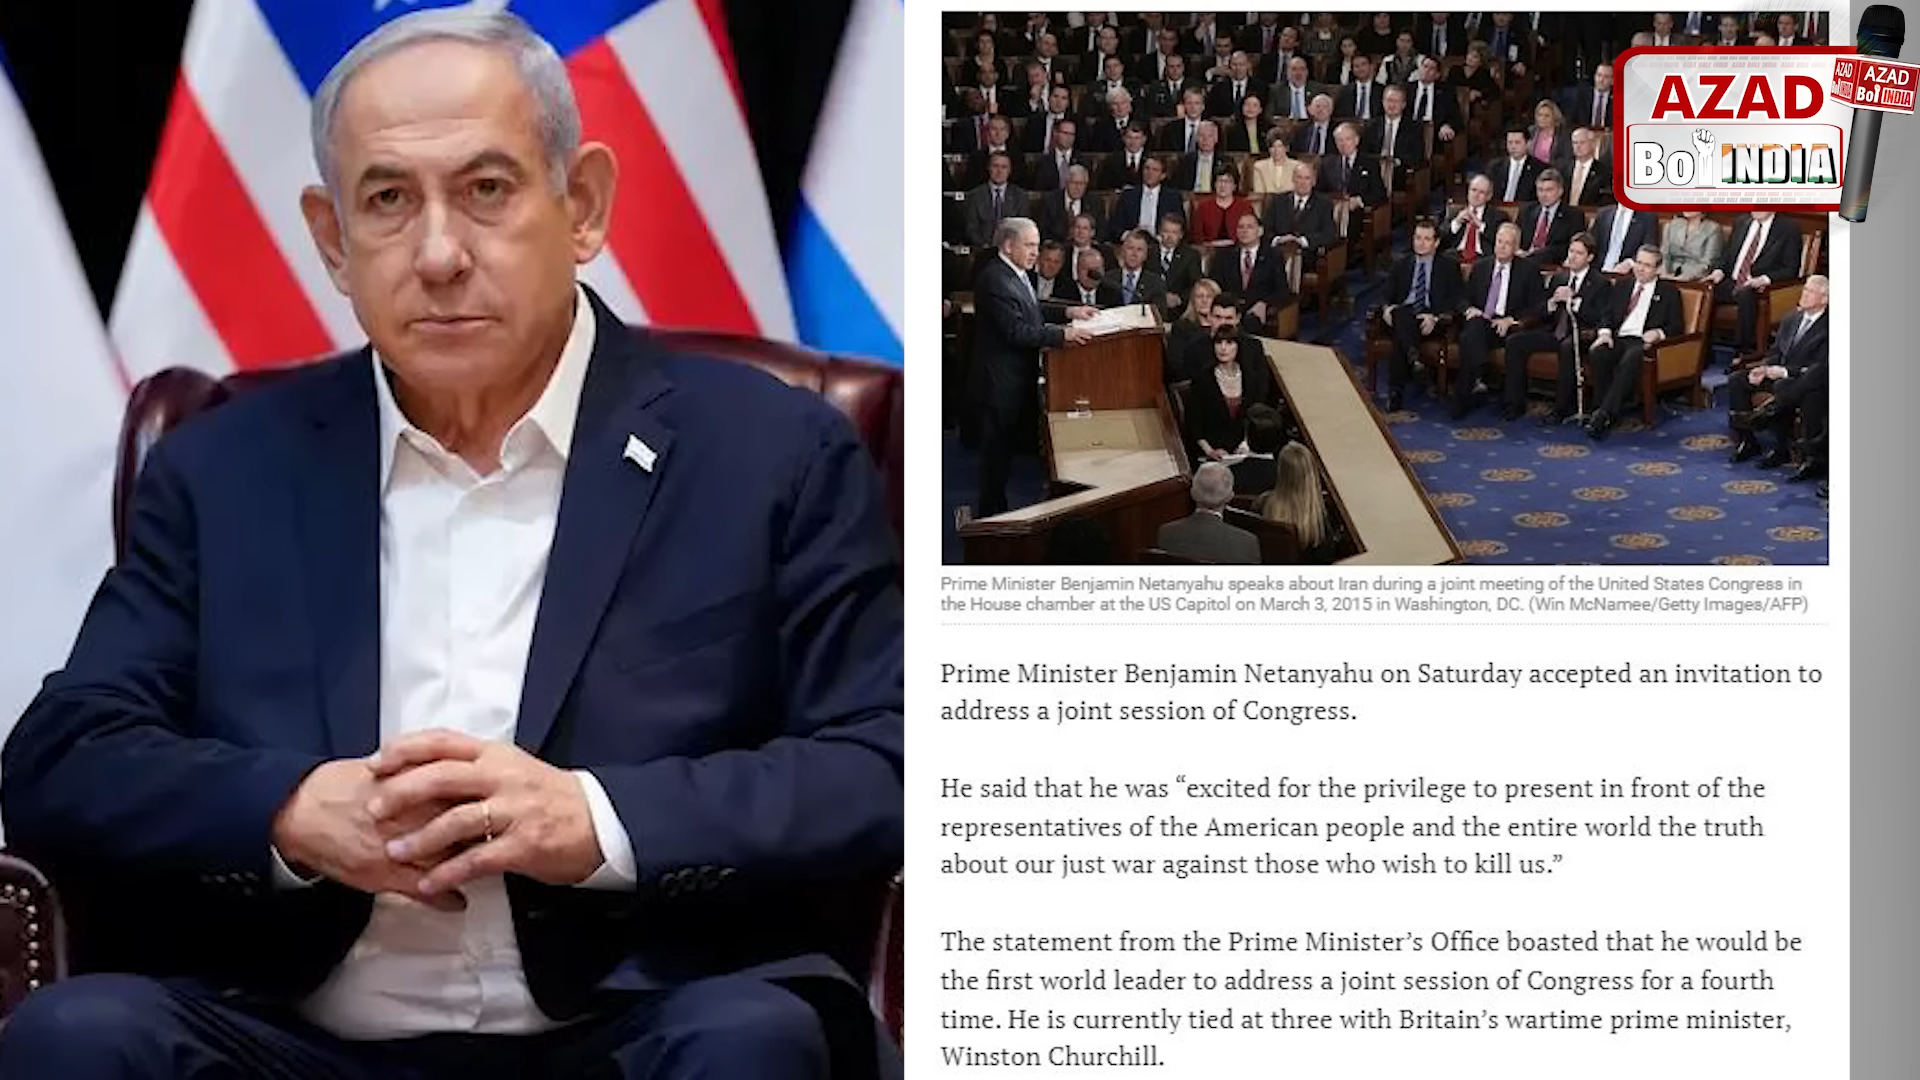 AZAD
Bol INDIA
AZAD
Bol INDIA
Prime Minister Benjamin Netanyahu speaks about Iran during a joint meeting of the United States Congress in
the House chamber at the US Capitol on March 3, 2015 in Washington, DC. (Win McNamee/Getty Images/AFP)
Prime Minister Benjamin Netanyahu on Saturday accepted an invitation to
address a joint session of Congress.
He said that he was “excited for the privilege to present in front of the
representatives of the American people and the entire world the truth
about our just war against those who wish to kill us.”
The statement from the Prime Minister’s Office boasted that he would be
the first world leader to address a joint session of Congress for a fourth
time. He is currently tied at three with Britain’s wartime prime minister,
Winston Churchill.